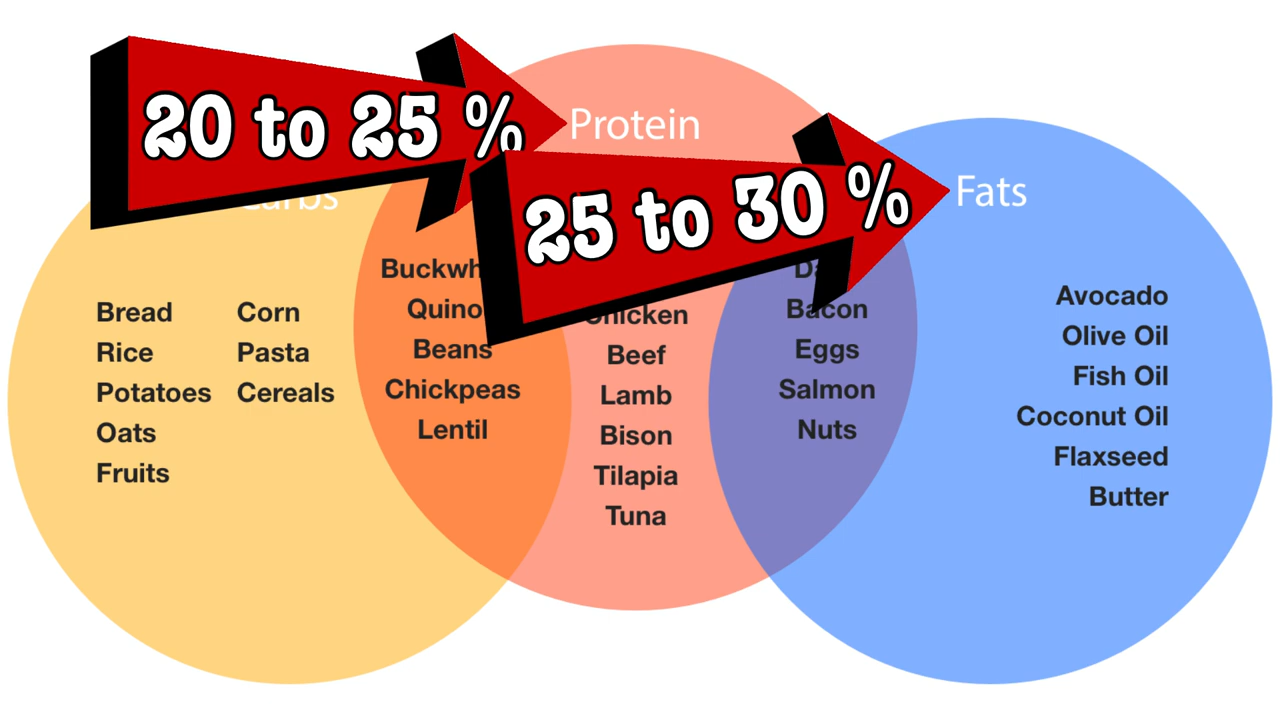 20 to 25 %
Protein
25 to 30 %
Fats
Bread
Rice
Potatoes
Oats
Fruits
Corn
Pasta
Cereals
Beans
Chickpeas
Lentil
Chicken
Beef
Lamb
Bison
Tilapia
Tuna
Bacon
Eggs
Salmon
Nuts
Avocado
Olive Oil
Fish Oil
Coconut Oil
Flaxseed
Butter